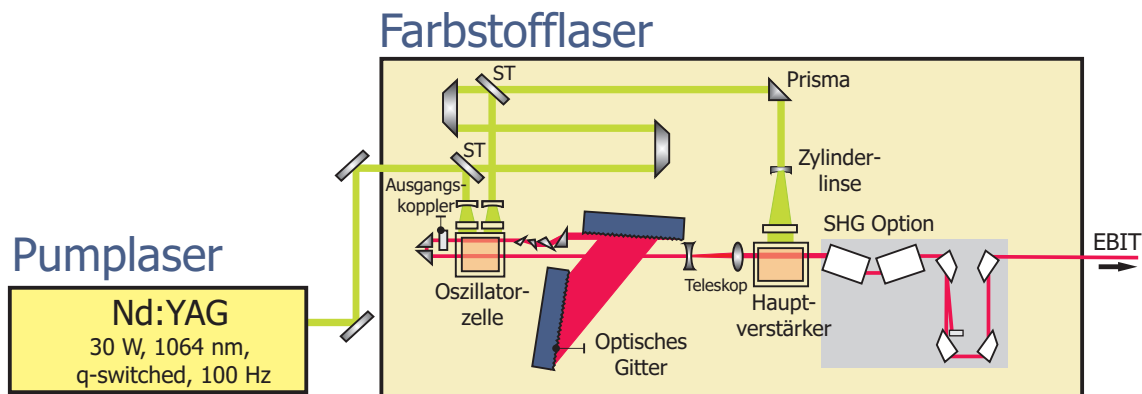 Farbstofflaser
ST
Prisma
ST
Zylinder-
linse
Ausgangs-
koppler
SHG Option
EBIT
Pumplaser
Teleskop
Oszillator-
zelle
Haupt-
verstärker
Nd:YAG
30 W, 1064 nm,
q-switched, 100 Hz
Optisches
Gitter